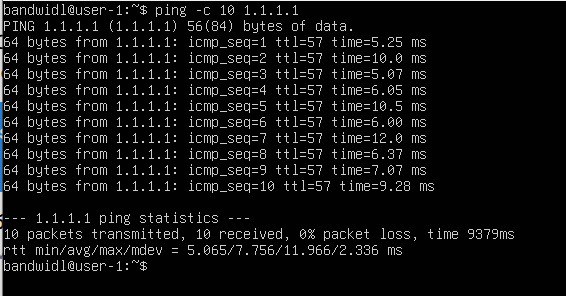 bandwidl@user-1:~$ ping -c 10 1.1.1.1
PING 1.1.1.1 (1.1.1.1) 56(84) bytes of data.
64 bytes from 1.1.1.1: icmp_seq=1 ttl=57 time=5.25 ms
64 bytes from 1.1.1.1: icmp_seq=2 ttl=57 time=10.0 ms
64 bytes from 1.1.1.1: icmp_seq=3 ttl=57 time=5.07 ms
64 bytes from 1.1.1.1: icmp_seq=4 ttl=57 time=6.05 ms
64 bytes from 1.1.1.1: icmp_seq=5 ttl=57 time=10.5 ms
64 bytes from 1.1.1.1: icmp_seq=6 ttl=57 time=6.00 ms
64 bytes from 1.1.1.1: icmp_seq=7 ttl=57 time=12.0 ms
64 bytes from 1.1.1.1: icmp_seq=8 ttl=57 time=6.37 ms
64 bytes from 1.1.1.1: icmp_seq=9 ttl=57 time=7.07 ms
64 bytes from 1.1.1.1: icmp_seq=10 ttl=57 time=9.28 ms
--- 1.1.1.1 ping statistics ---
10 packets transmitted, 10 received, 0% packet loss, time 9379ms
rtt min/avg/max/mdev = 5.065/7.756/11.966/2.336 ms
bandwidl@user-1:~$